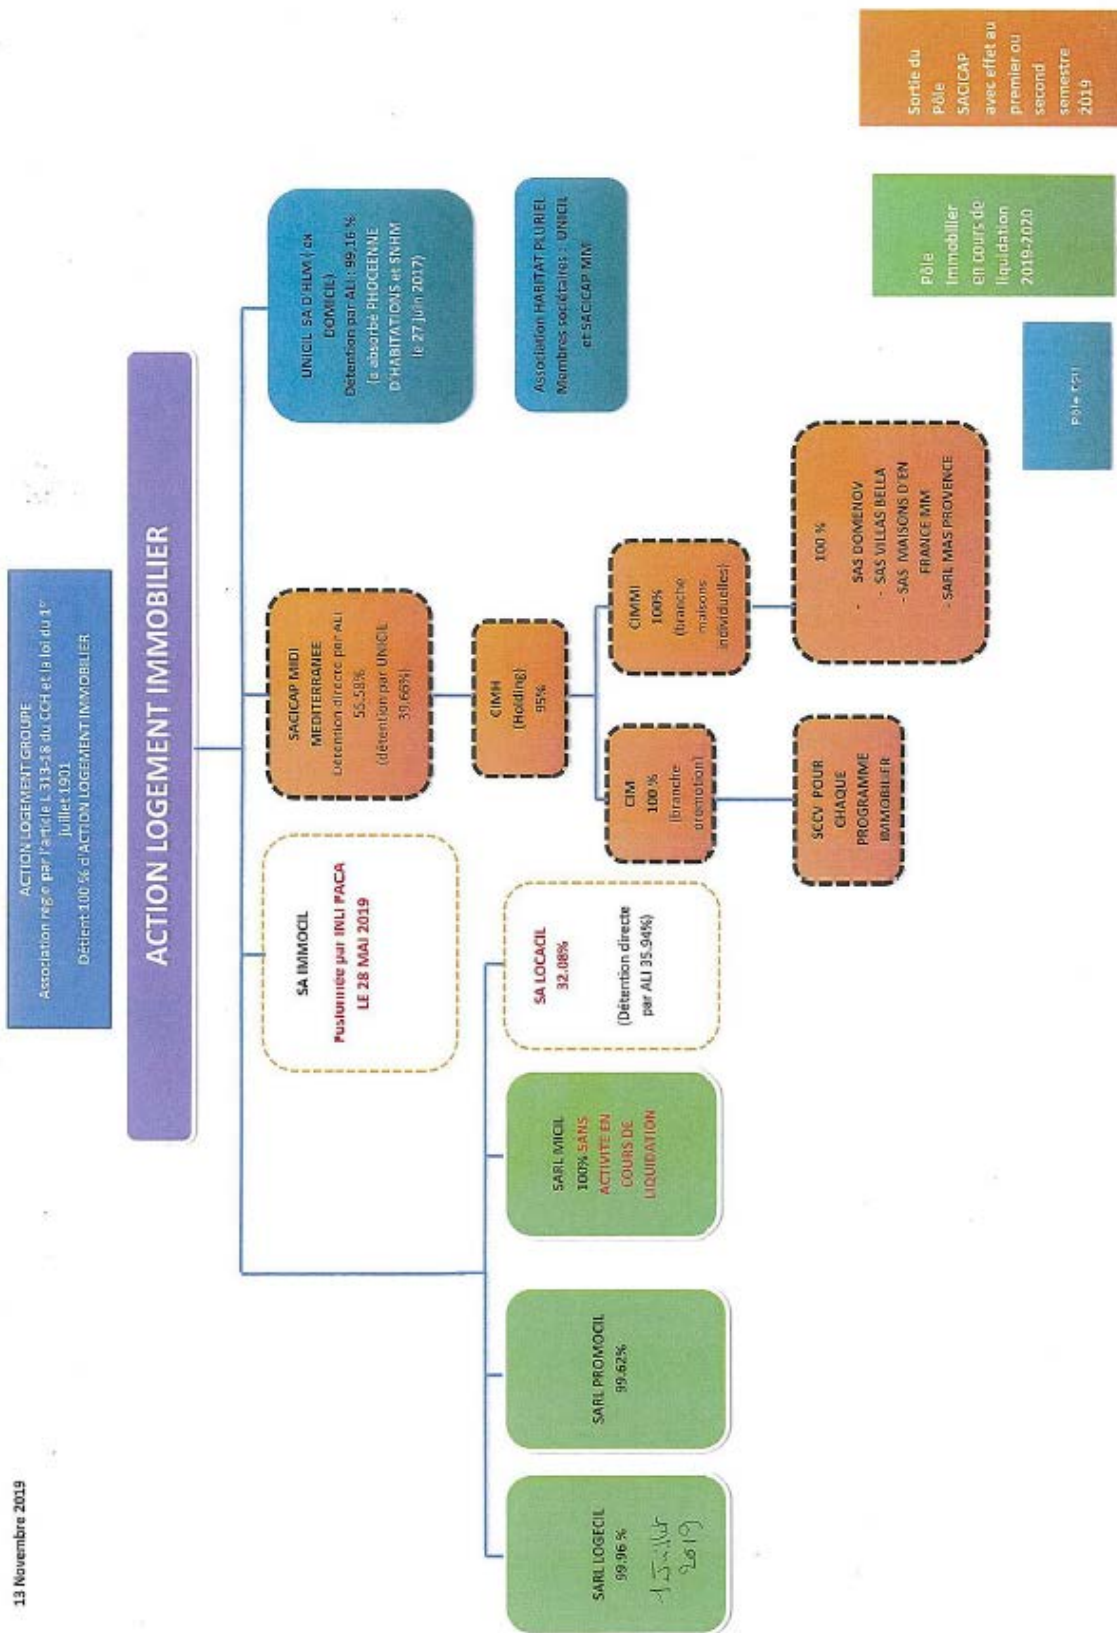 13 Novembre 2019
ACTION LOGEMENT GROUPE
Association régie par l'article L 313-18 du CCH et la loi du 1er
juillet 1901
Détient 100 % d'ACTION LOGEMENT IMMOBILIER
ACTION LOGEMENT IMMOBILIER
SA IMMOCIL
Fusionnée par INLI PACA
LE 28 MAI 2019
SACICAP MIDI
MEDITERRANEE
Détention directe par ALI
55.58%
(détention par UNICIL
39.66%)
UNICIL SA D'HLM ( ex
DOMICIL)
Détention par ALI : 99,16 %
(a absorbé PHOCEENNE
D'HABITATIONS et SNHM
le 27 juin 2017)
SARL LOGECIL
99.96 %
1 Juillet
2019
SARL PROMOCIL
99.62%
SARL MICIL
100% SANS
ACTIVITE EN
COURS DE
LIQUIDATION
SA LOCACIL
32.08%
(Détention directe
par ALI 35.94%)
CIMH
(Holding)
95%
Association HABITAT PLURIEL
Membres sociétaires : UNICIL
et SACICAP MM
CIM
100 %
(branche
promotion)
CIMMI
100%
(branche
maisons
individuelles)
SCCV POUR
CHAQUE
PROGRAMME
IMMOBILIER
100 %
- SAS DOMENOV
- SAS VILLAS BELLA
- SAS MAISONS D'EN
FRANCE MM
- SARL MAS PROVENCE
Pôle
Pôle
Immobilier
en cours de
liquidation
2019-2020
Sortie du
Pôle
SACICAP
avec effet au
premier ou
second
semestre
2019